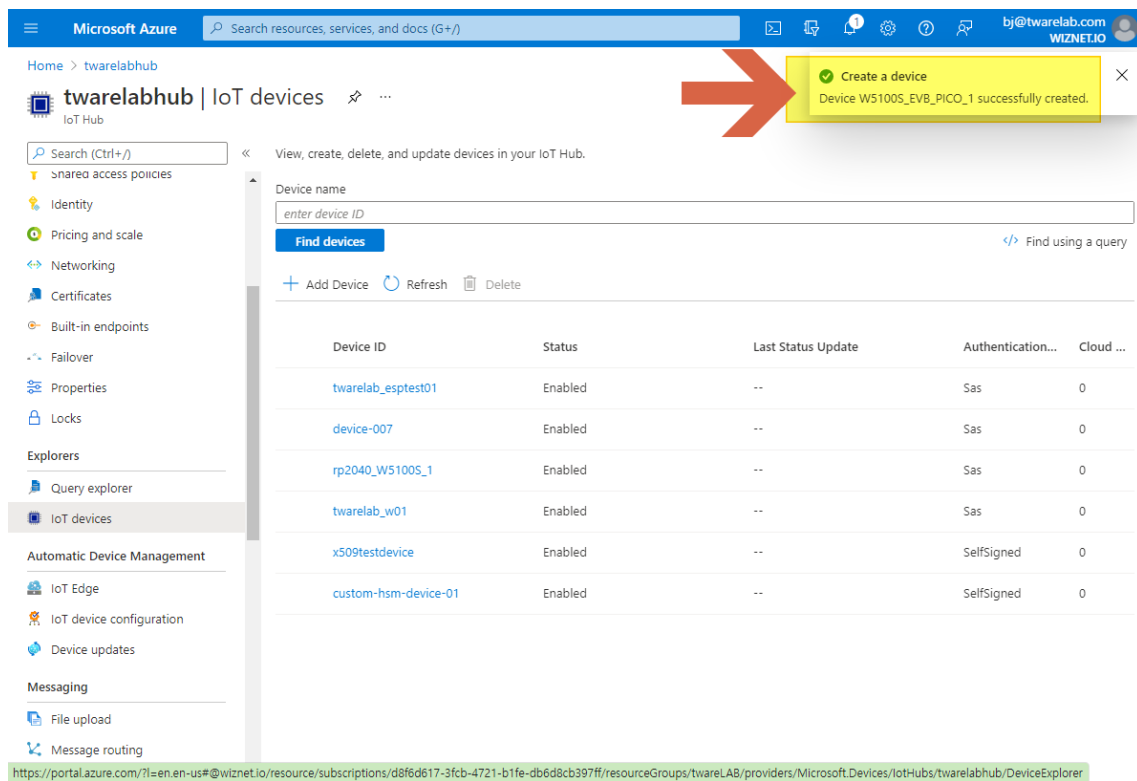 Microsoft Azure
Search resources, services, and docs (G+/)
1
bj@twarelab.com
WIZNET.IO
Home > twarelabhub
twarelabhub | IoT devices ...
IoT Hub
Create a device
Device W5100S_EVB_PICO_1 successfully created.
Search (Ctrl+/)
«
Shared access policies
Identity
Pricing and scale
Networking
Certificates
Built-in endpoints
Failover
Properties
Locks
Explorers
Query explorer
IoT devices
Automatic Device Management
IoT Edge
IoT device configuration
Device updates
Messaging
File upload
Message routing
View, create, delete, and update devices in your IoT Hub.
Device name
enter device ID
Find devices
</> Find using a query
Add Device Refresh Delete
Device ID Status Last Status Update Authentication... Cloud ...
twarelab_esptest01 Enabled -- Sas 0
device-007 Enabled -- Sas 0
rp2040_W5100S_1 Enabled -- Sas 0
twarelab_w01 Enabled -- Sas 0
x509testdevice Enabled -- SelfSigned 0
custom-hsm-device-01 Enabled -- SelfSigned 0
https://portal.azure.com/?l=en.en-us#@wiznet.io/resource/subscriptions/d8f6d617-3fcb-4721-b1fe-db6d8cb397ff/resourceGroups/twareLAB/providers/Microsoft.Devices/IotHubs/twarelabhub/DeviceExplorer